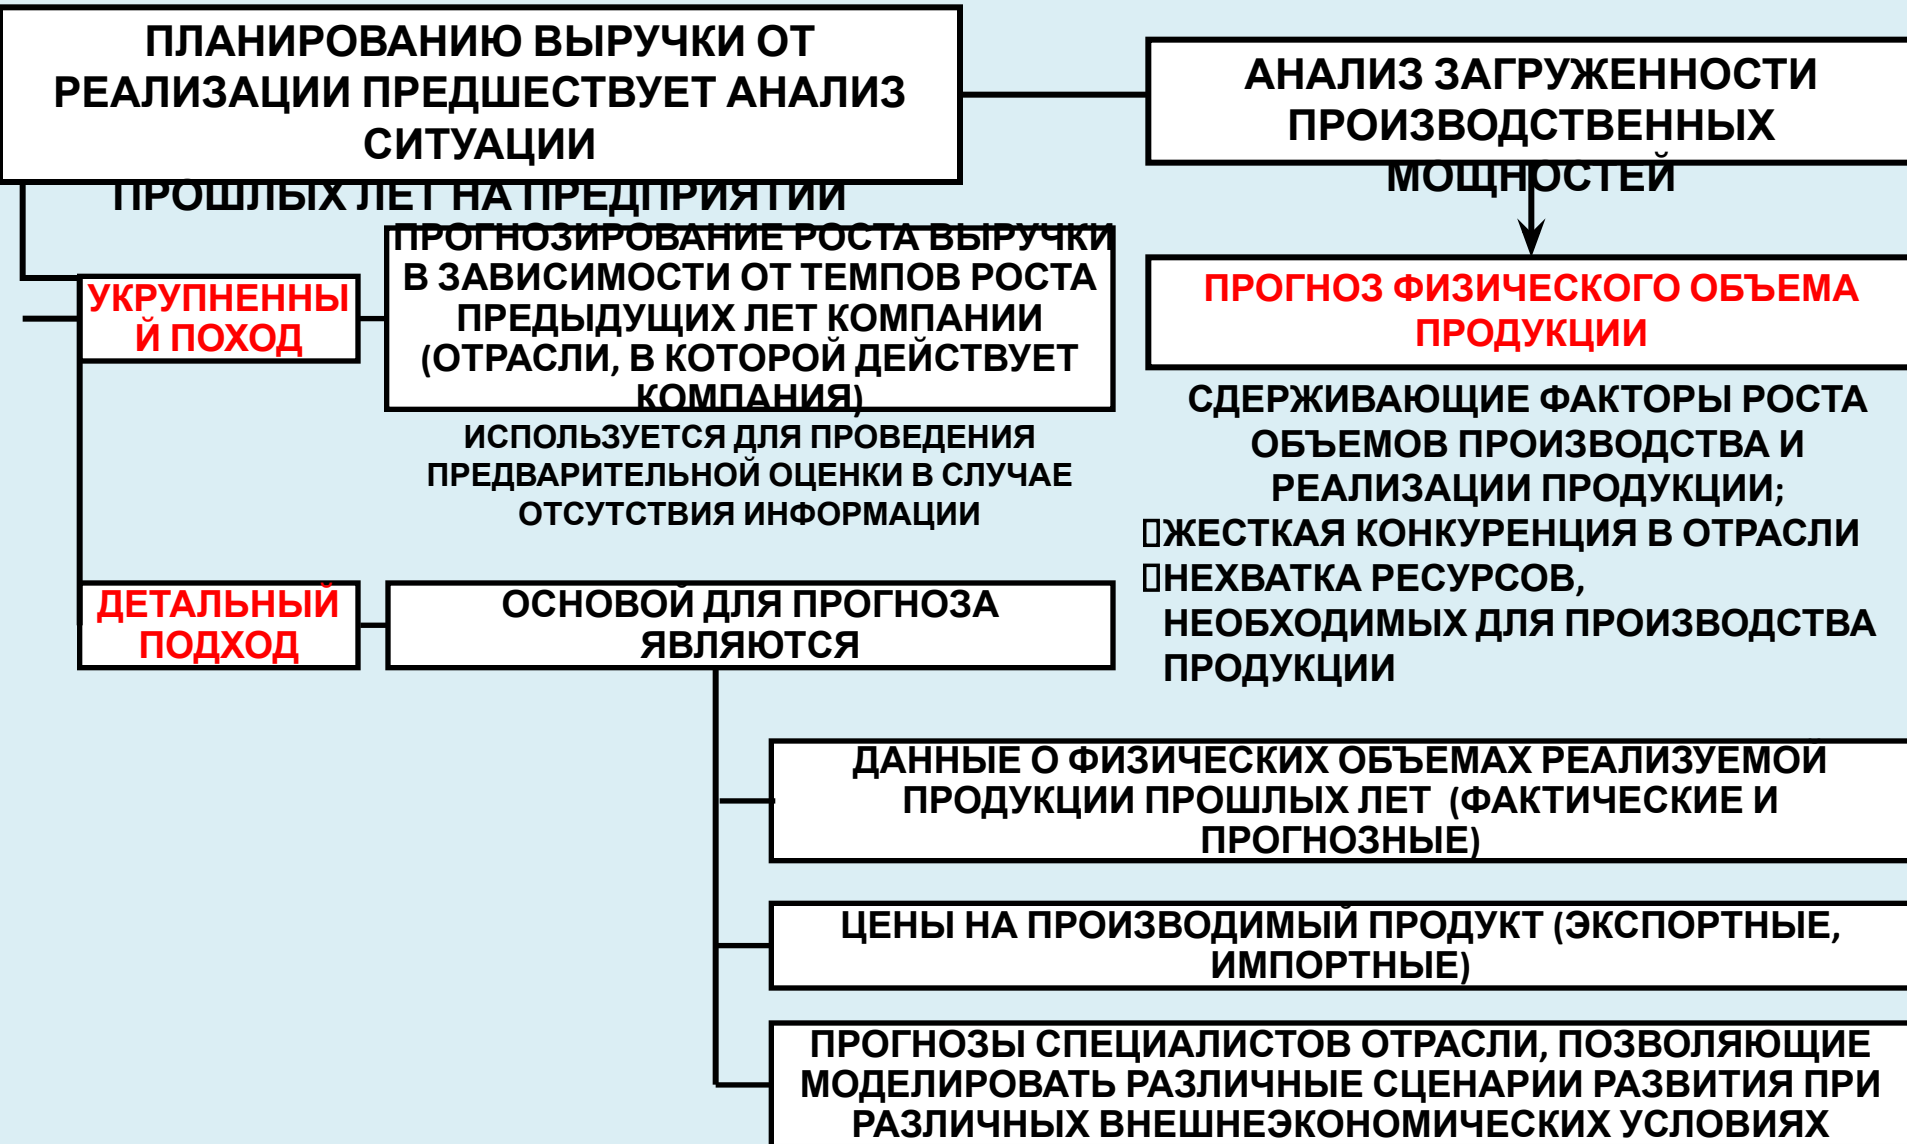 ПЛАНИРОВАНИЮ ВЫРУЧКИ ОТ
РЕАЛИЗАЦИИ ПРЕДШЕСТВУЕТ АНАЛИЗ
СИТУАЦИИ
ПРОШЛЫХ ЛЕТ НА ПРЕДПРИЯТИИ
АНАЛИЗ ЗАГРУЖЕННОСТИ
ПРОИЗВОДСТВЕННЫХ
МОЩНОСТЕЙ
УКРУПНЕННЫ
Й ПОХОД
ПРОГНОЗИРОВАНИЕ РОСТА ВЫРУЧКИ
В ЗАВИСИМОСТИ ОТ ТЕМПОВ РОСТА
ПРЕДЫДУЩИХ ЛЕТ КОМПАНИИ
(ОТРАСЛИ, В КОТОРОЙ ДЕЙСТВУЕТ
КОМПАНИЯ)
ИСПОЛЬЗУЕТСЯ ДЛЯ ПРОВЕДЕНИЯ
ПРЕДВАРИТЕЛЬНОЙ ОЦЕНКИ В СЛУЧАЕ
ОТСУТСТВИЯ ИНФОРМАЦИИ
ПРОГНОЗ ФИЗИЧЕСКОГО ОБЪЕМА
ПРОДУКЦИИ
СДЕРЖИВАЮЩИЕ ФАКТОРЫ РОСТА
ОБЪЕМОВ ПРОИЗВОДСТВА И
РЕАЛИЗАЦИИ ПРОДУКЦИИ;
ЖЕСТКАЯ КОНКУРЕНЦИЯ В ОТРАСЛИ
НЕХВАТКА РЕСУРСОВ,
НЕОБХОДИМЫХ ДЛЯ ПРОИЗВОДСТВА
ПРОДУКЦИИ
ДЕТАЛЬНЫЙ
ПОДХОД
ОСНОВОЙ ДЛЯ ПРОГНОЗА
ЯВЛЯЮТСЯ
ДАННЫЕ О ФИЗИЧЕСКИХ ОБЪЕМАХ РЕАЛИЗУЕМОЙ
ПРОДУКЦИИ ПРОШЛЫХ ЛЕТ (ФАКТИЧЕСКИЕ И
ПРОГНОЗНЫЕ)
ЦЕНЫ НА ПРОИЗВОДИМЫЙ ПРОДУКТ (ЭКСПОРТНЫЕ,
ИМПОРТНЫЕ)
ПРОГНОЗЫ СПЕЦИАЛИСТОВ ОТРАСЛИ, ПОЗВОЛЯЮЩИЕ
МОДЕЛИРОВАТЬ РАЗЛИЧНЫЕ СЦЕНАРИИ РАЗВИТИЯ ПРИ
РАЗЛИЧНЫХ ВНЕШНЕЭКОНОМИЧЕСКИХ УСЛОВИЯХ